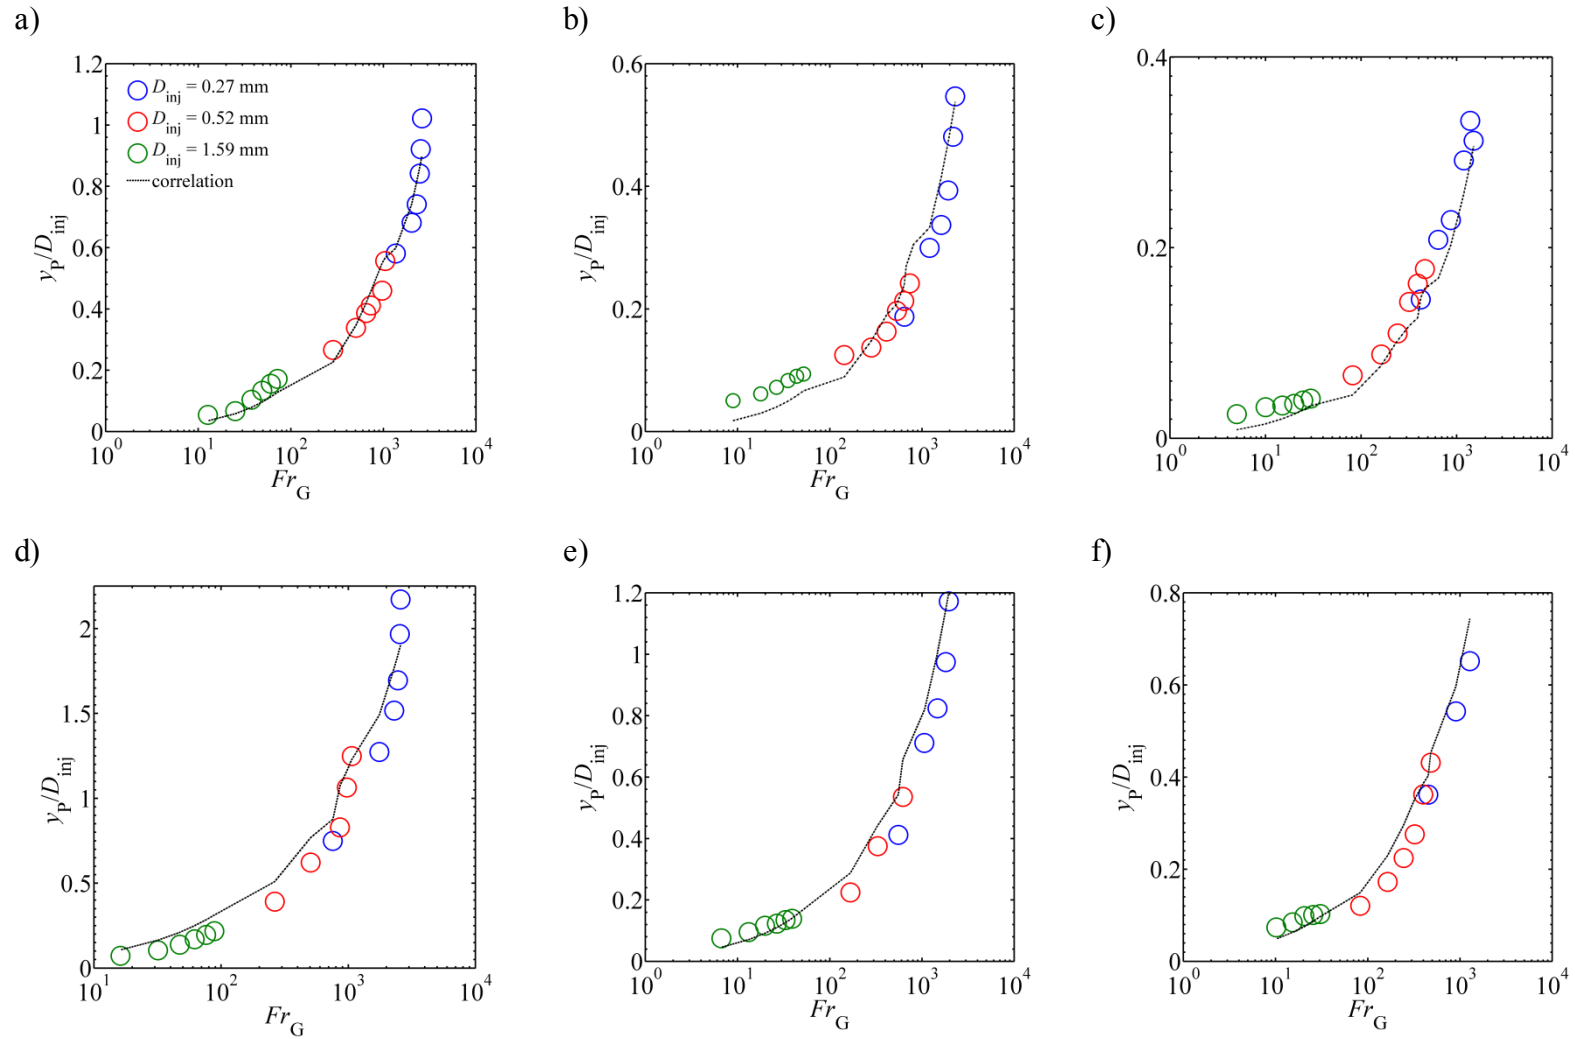 a)
1.2
1
0.8
0.6
0.4
0.2
0
y_P/D_inj
D_inj = 0.27 mm
D_inj = 0.52 mm
D_inj = 1.59 mm
correlation
10^0 10^1 10^2 10^3 10^4
Fr_G
b)
0.6
0.4
0.2
0
y_P/D_inj
10^0 10^1 10^2 10^3 10^4
Fr_G
c)
0.4
0.2
0
y_P/D_inj
10^0 10^1 10^2 10^3 10^4
Fr_G
d)
2
1.5
1
0.5
0
y_P/D_inj
10^1 10^2 10^3 10^4
Fr_G
e)
1.2
1
0.8
0.6
0.4
0.2
0
y_P/D_inj
10^0 10^1 10^2 10^3 10^4
Fr_G
f)
0.8
0.6
0.4
0.2
0
y_P/D_inj
10^0 10^1 10^2 10^3 10^4
Fr_G